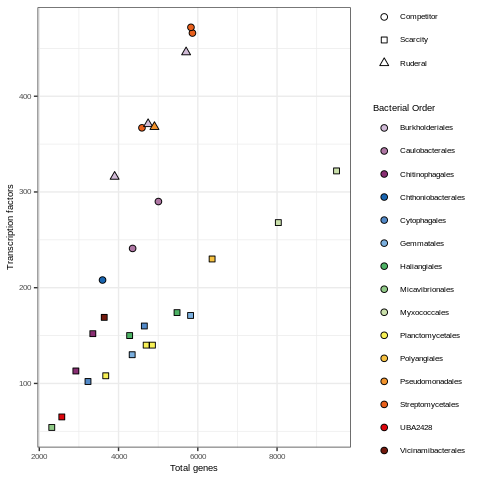 Competitor
Scarcity
Ruderal
Bacterial Order
Burkholderiales
Caulobacterales
Chitinophagales
Chthoniobacterales
Cytophagales
Gemmatales
Haliangiales
Micavibrionales
Myxococcales
Planctomycetales
Polyangiales
Pseudomonadales
Streptomycetales
UBA2428
Vicinamibacterales
Transcription factors
400
300
200
100
2000 4000 6000 8000
Total genes